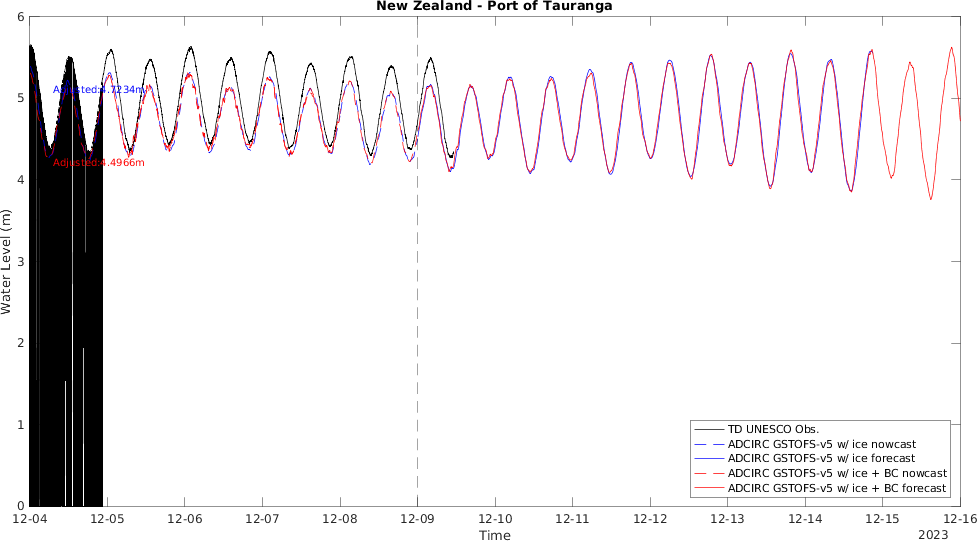 New Zealand - Port of Tauranga
6
5
4
3
2
1
0
Water Level (m)
Adjusted:4.7234m
Adjusted:4.4966m
TD UNESCO Obs.
ADCIRC GSTOFS-v5 w/ ice nowcast
ADCIRC GSTOFS-v5 w/ ice forecast
ADCIRC GSTOFS-v5 w/ ice + BC nowcast
ADCIRC GSTOFS-v5 w/ ice + BC forecast
12-04 12-05 12-06 12-07 12-08 12-09 12-10 12-11 12-12 12-13 12-14 12-15 12-16
Time
2023